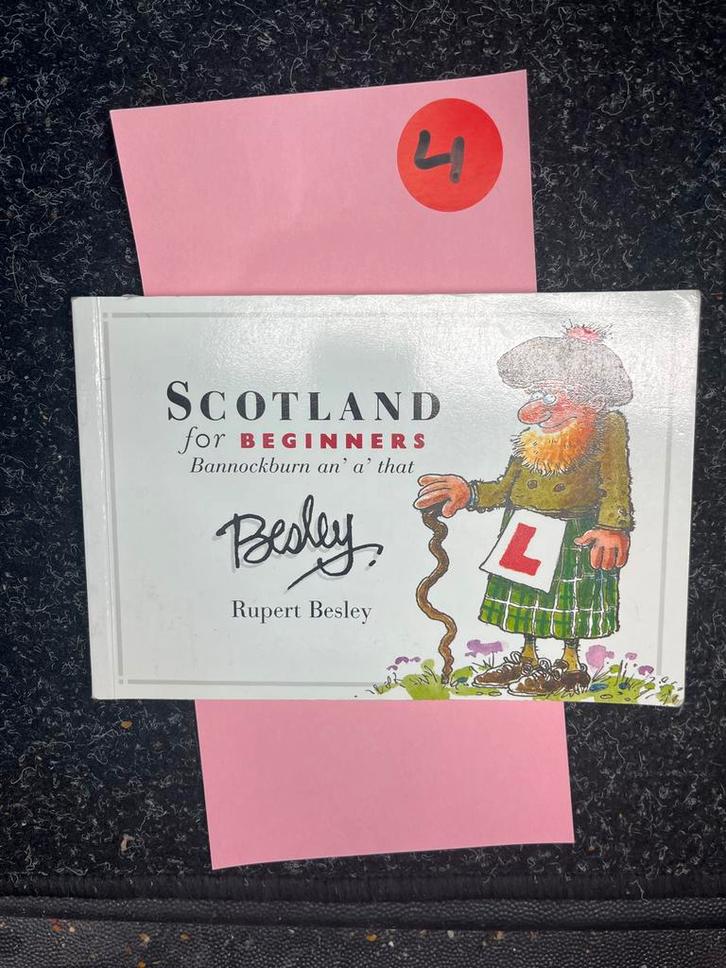 4
SCOTLAND
for BEGINNERS
Bannockburn an' a' that
Besley.
Rupert Besley
L